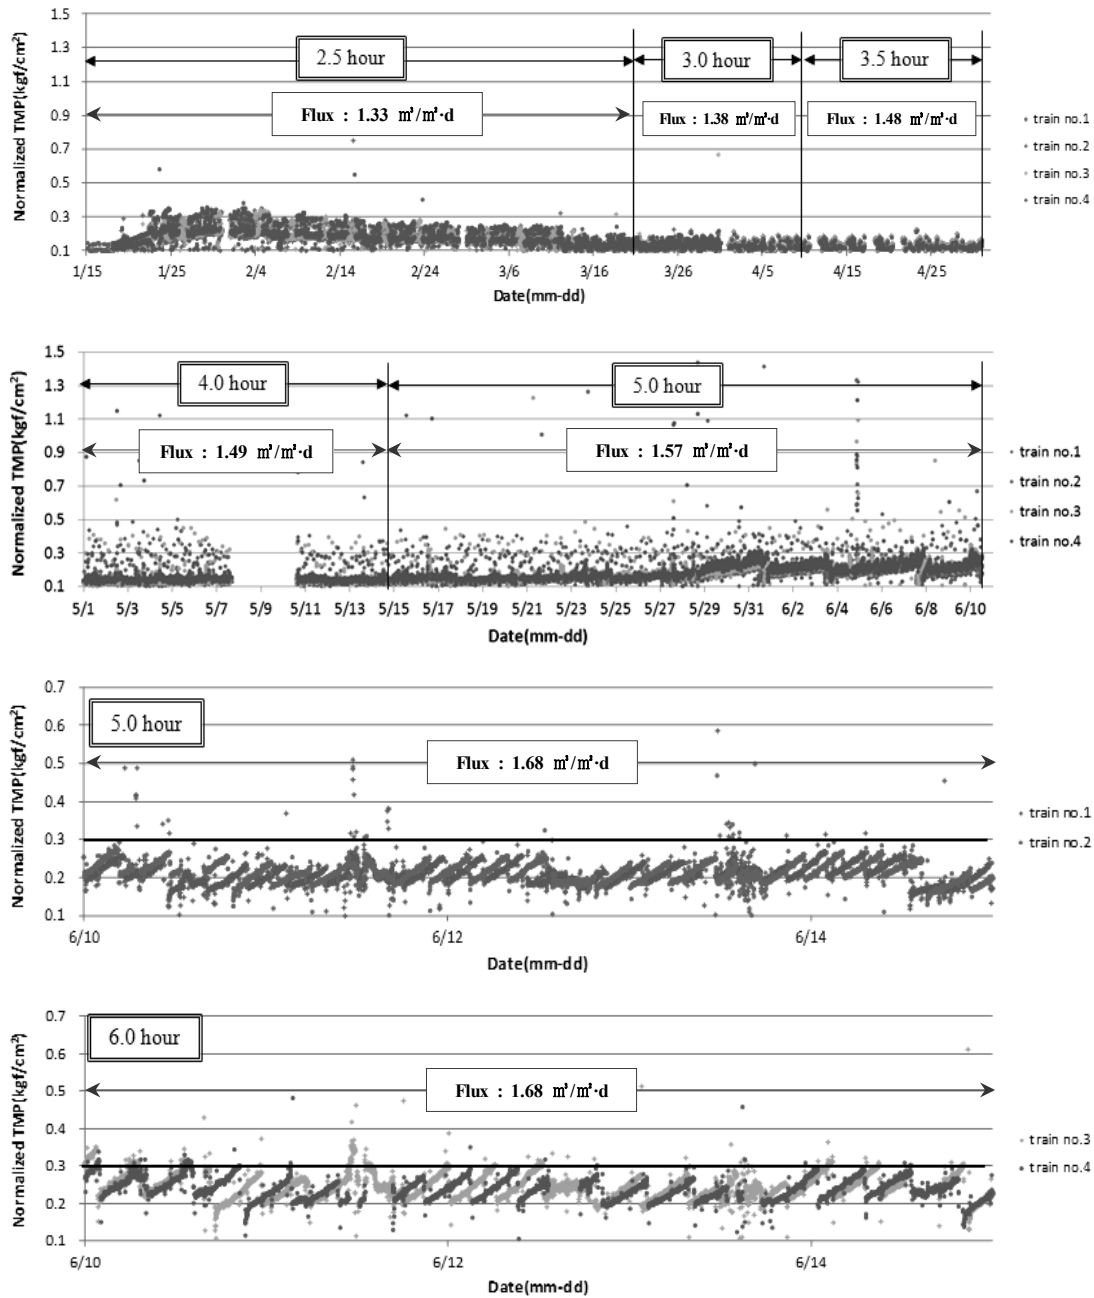 1.5
1.3
1.1
0.9
0.7
0.5
0.3
0.1
Normalized TMP(kgf/cm²)
2.5 hour
3.0 hour
3.5 hour
Flux : 1.33 ㎥/㎥·d
Flux : 1.38 ㎥/㎥·d
Flux : 1.48 ㎥/㎥·d
train no.1
train no.2
train no.3
train no.4
1/15 1/25 2/4 2/14 2/24 3/6 3/16 3/26 4/5 4/15 4/25
Date(mm-dd)
1.5
1.3
1.1
0.9
0.7
0.5
0.3
0.1
Normalized TMP(kgf/cm²)
4.0 hour
5.0 hour
Flux : 1.49 ㎥/㎥·d
Flux : 1.57 ㎥/㎥·d
train no.1
train no.2
train no.3
train no.4
5/1 5/3 5/5 5/7 5/9 5/11 5/13 5/15 5/17 5/19 5/21 5/23 5/25 5/27 5/29 5/31 6/2 6/4 6/6 6/8 6/10
Date(mm-dd)
0.7
0.6
0.5
0.4
0.3
0.2
0.1
Normalized TMP(kgf/cm²)
5.0 hour
Flux : 1.68 ㎥/㎥·d
train no.1
train no.2
6/10 6/12 6/14
Date(mm-dd)
0.7
0.6
0.5
0.4
0.3
0.2
0.1
Normalized TMP(kgf/cm²)
6.0 hour
Flux : 1.68 ㎥/㎥·d
train no.3
train no.4
6/10 6/12 6/14
Date(mm-dd)